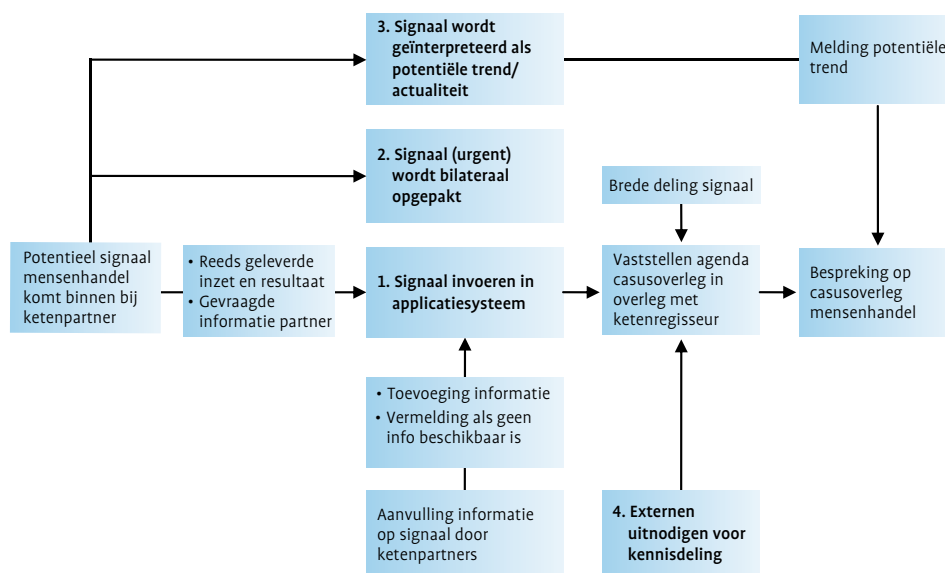 3. Signaal wordt
geïnterpreteerd als
potentiële trend/
actualiteit
Melding potentiële
trend
2. Signaal (urgent)
wordt bilateraal
opgepakt
Brede deling signaal
Potentieel signaal
mensenhandel
komt binnen bij
ketenpartner
• Reeds geleverde
inzet en resultaat
• Gevraagde
informatie partner
1. Signaal invoeren in
applicatiesysteem
Vaststellen agenda
casusoverleg in
overleg met
ketenregisseur
Bespreking op
casusoverleg
mensenhandel
• Toevoeging informatie
• Vermelding als geen
info beschikbaar is
Aanvulling informatie
op signaal door
ketenpartners
4. Externen
uitnodigen voor
kennisdeling